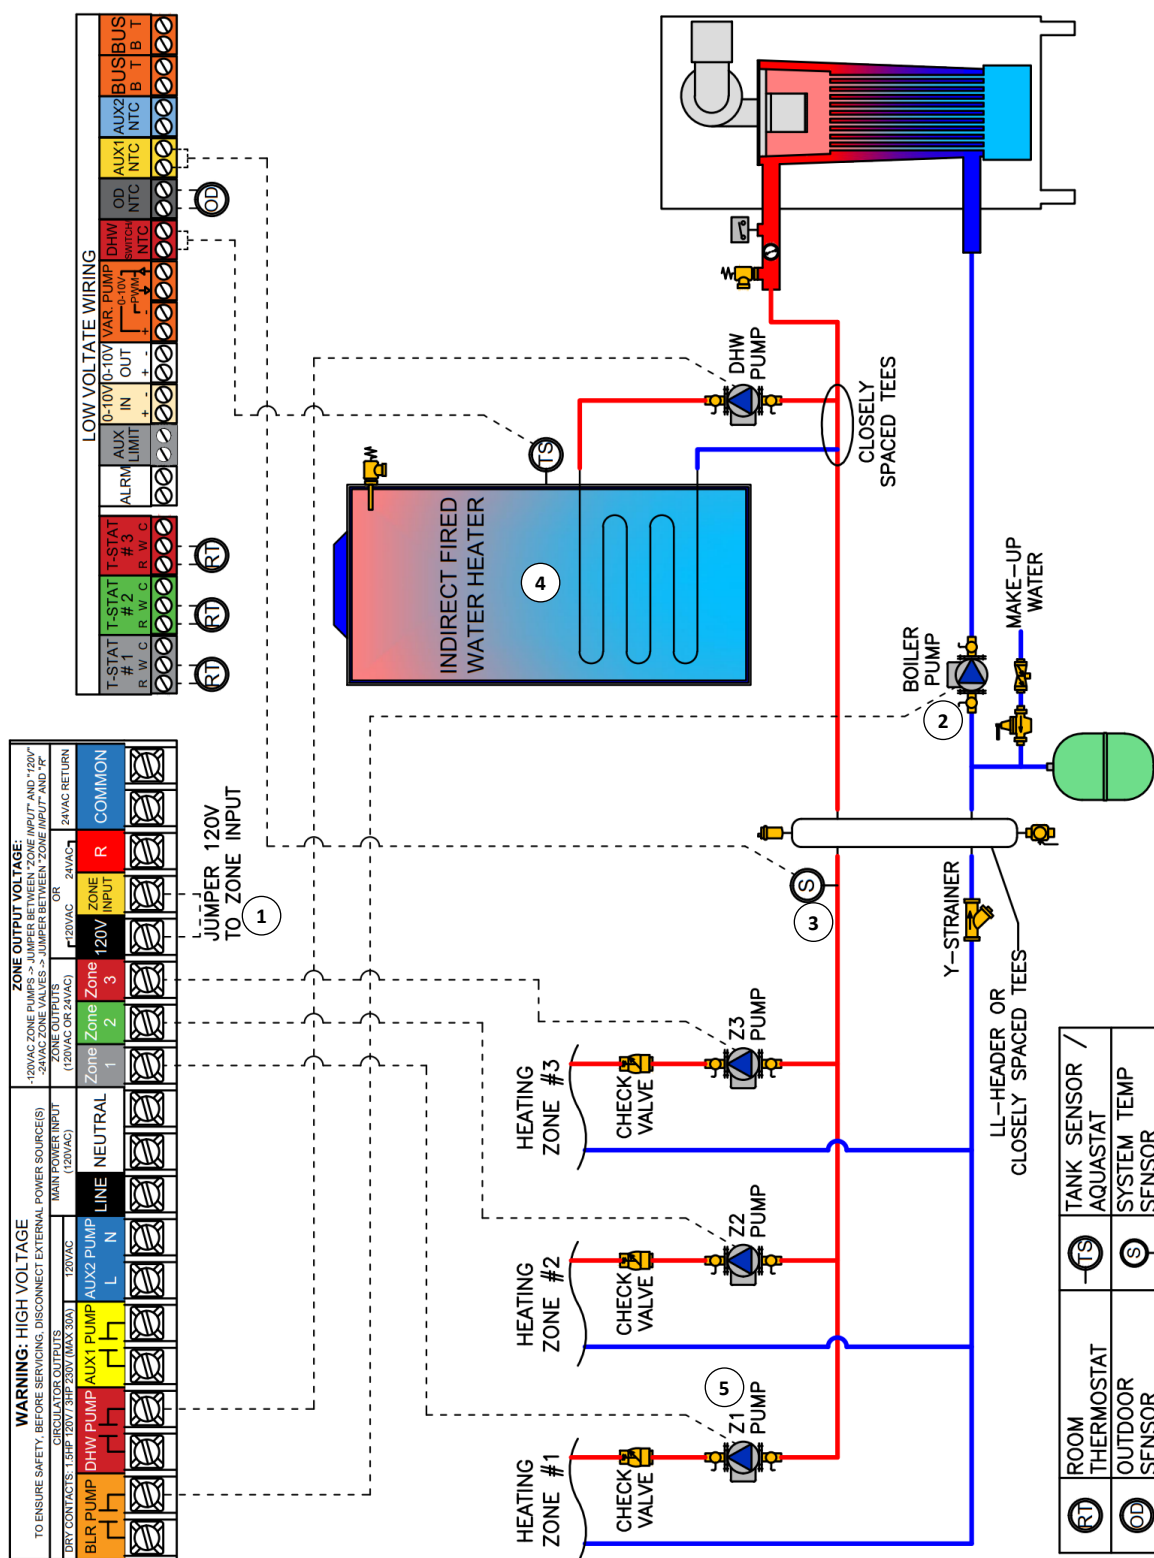 WARNING: HIGH VOLTAGE
TO ENSURE SAFETY, BEFORE SERVICING, DISCONNECT EXTERNAL POWER SOURCE(S)
CIRCULATOR OUTPUTS
DRY CONTACTS: 1.5HP 120V / 3HP 230V (MAX 30A)
120VAC
MAIN POWER INPUT
(120VAC)
ZONE OUTPUT VOLTAGE:
-120VAC ZONE PUMPS -> JUMPER BETWEEN "ZONE INPUT" AND "120V"
-24VAC ZONE VALVES -> JUMPER BETWEEN "ZONE INPUT" AND "R"
ZONE OUTPUTS
(120VAC OR 24VAC)
OR
120VAC
24VAC
24VAC RETURN
BLR PUMP
DHW PUMP
AUX1 PUMP
AUX2 PUMP
L N
LINE
NEUTRAL
Zone
1
Zone
2
Zone
3
120V
ZONE
INPUT
R
COMMON
JUMPER 120V
TO ZONE INPUT
1
LOW VOLTATE WIRING
T-STAT
# 1
R W C
T-STAT
# 2
R W C
T-STAT
# 3
R W C
ALRM
AUX
LIMIT
0-10V
IN
+ -
0-10V
OUT
+ -
VAR. PUMP
0-10V
PWM
+ -
DHW
SWITCH/
NTC
OD
NTC
AUX1
NTC
AUX2
NTC
BUS
B T
BUS
B T
RT
RT
RT
OD
INDIRECT FIRED
WATER HEATER
4
TS
DHW
PUMP
CLOSELY
SPACED TEES
BOILER
PUMP
2
MAKE-UP
WATER
S
3
Y-STRAINER
LL-HEADER OR
CLOSELY SPACED TEES
HEATING
ZONE #1
CHECK
VALVE
Z1
PUMP
5
HEATING
ZONE #2
CHECK
VALVE
Z2
PUMP
HEATING
ZONE #3
CHECK
VALVE
Z3
PUMP
RT
ROOM
THERMOSTAT
TS
TANK SENSOR /
AQUASTAT
OD
OUTDOOR
SENSOR
S
SYSTEM TEMP
SENSOR